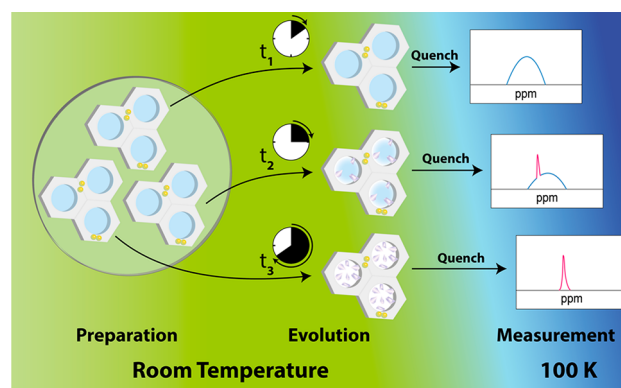 t1
Quench
ppm
t2
Quench
ppm
t3
Quench
ppm
Preparation
Evolution
Measurement
Room Temperature
100 K